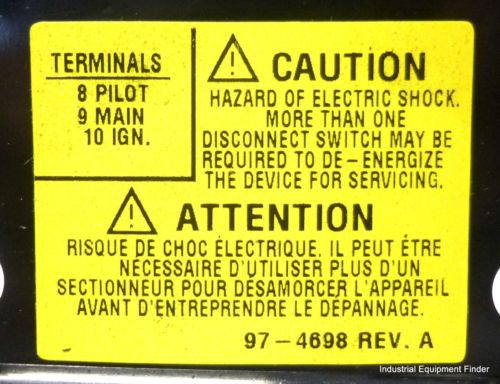 TERMINALS
8 PILOT
9 MAIN
10 IGN.
CAUTION
HAZARD OF ELECTRIC SHOCK.
MORE THAN ONE
DISCONNECT SWITCH MAY BE
REQUIRED TO DE-ENERGIZE
THE DEVICE FOR SERVICING.
ATTENTION
RISQUE DE CHOC ÉLECTRIQUE. IL PEUT ÉTRE
NÉCESSAIRE D'UTILISER PLUS D'UN
SECTIONNEUR POUR DÉSAMORCER L'APPAREIL
AVANT D'ENTREPRENDRE LE DÉPANNAGE.
97-4698 REV. A
Industrial Equipment Finder